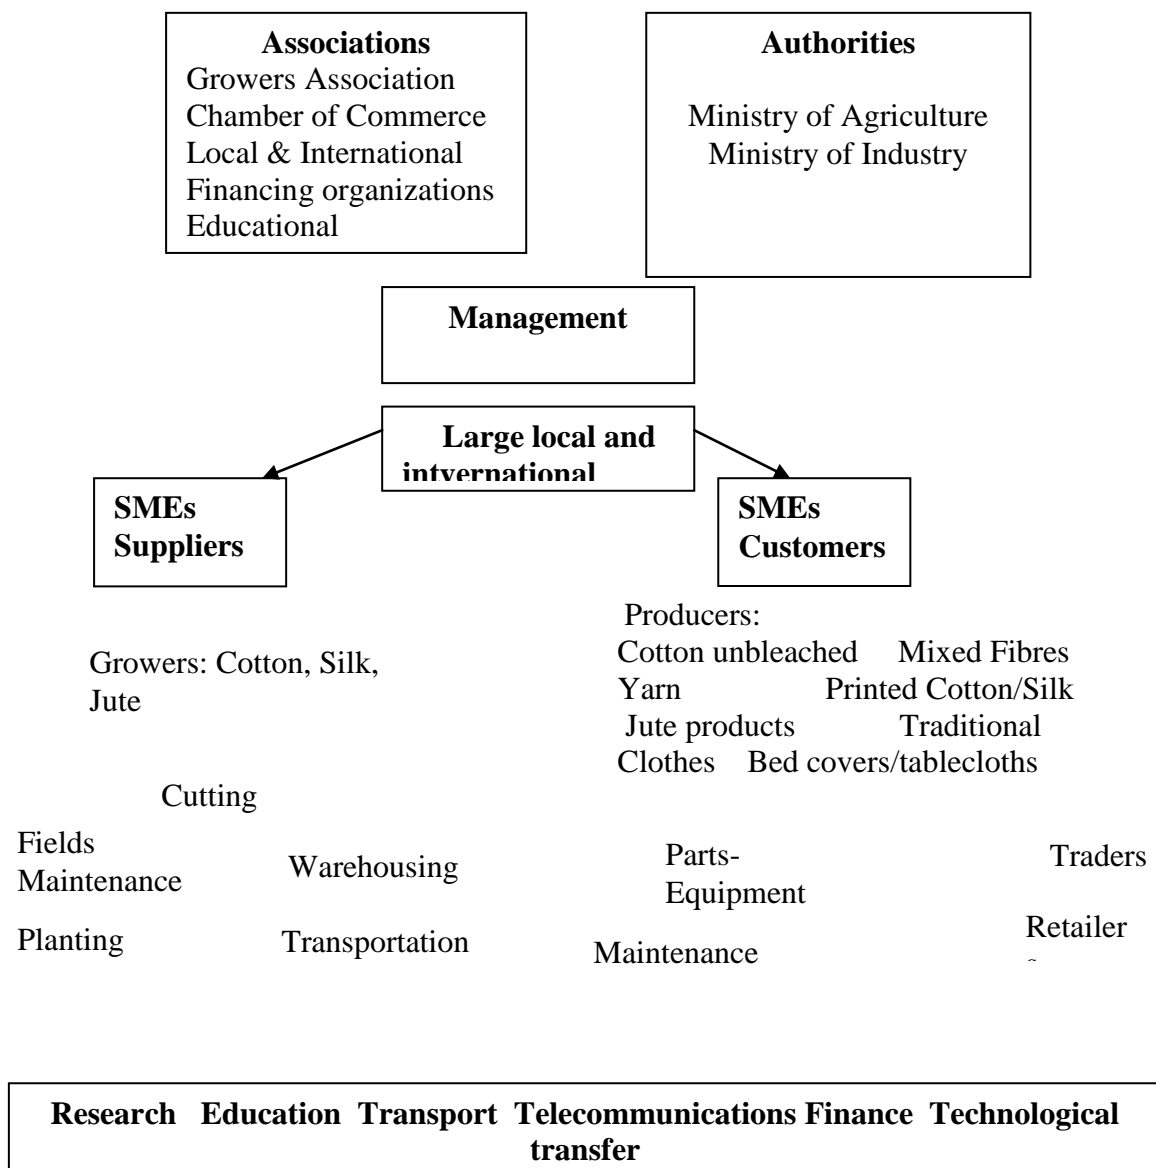 Associations
Growers Association
Chamber of Commerce
Local & International
Financing organizations
Educational
Authorities
Ministry of Agriculture
Ministry of Industry
Management
Large local and
intyernational
SMEs
Suppliers
SMEs
Customers
Growers: Cotton, Silk,
Jute
Producers:
Cotton unbleached Mixed Fibres
Yarn Printed Cotton/Silk
Jute products Traditional
Clothes Bed covers/tablecloths
Cutting
Fields
Maintenance
Warehousing
Planting
Transportation
Parts-
Equipment
Maintenance
Traders
Retailer
Research Education Transport Telecommunications Finance Technological
transfer